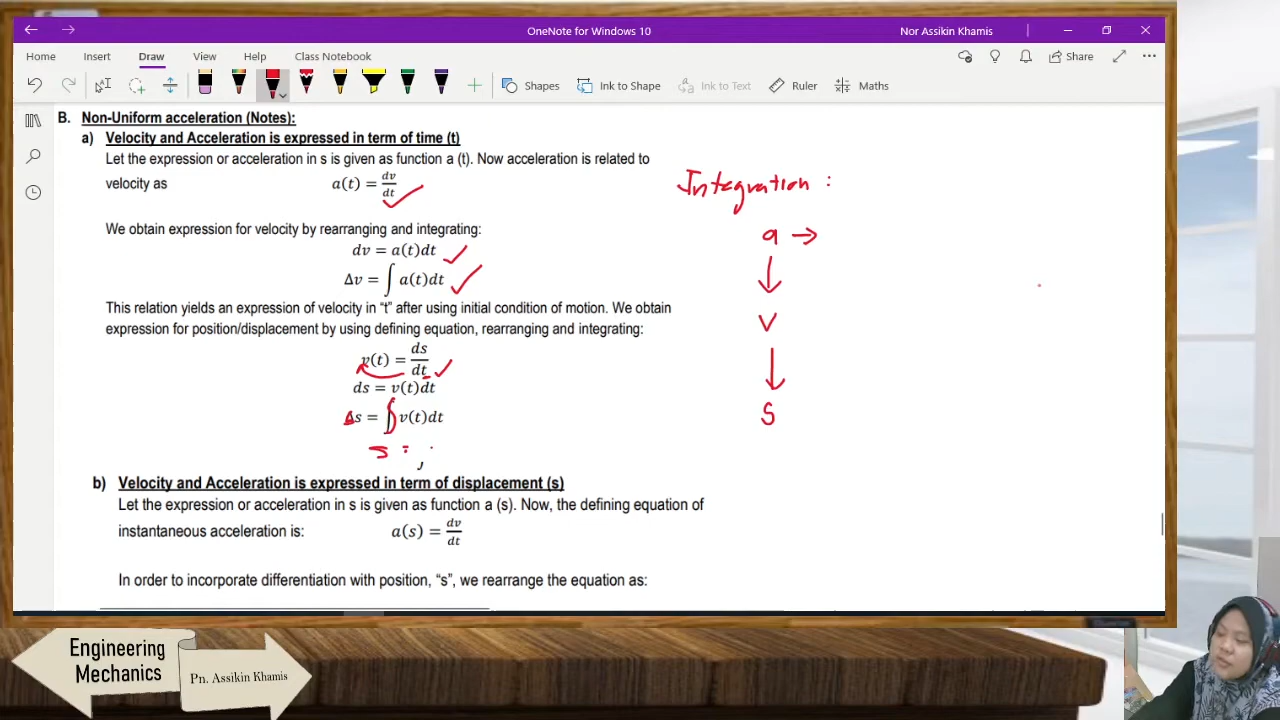 OneNote for Windows 10
Nor Assikin Khamis
Home Insert Draw View Help Class Notebook
Share
Shapes Ink to Shape Ink to Text Ruler Maths
B. Non-Uniform acceleration (Notes):
a) Velocity and Acceleration is expressed in term of time (t)
Let the expression or acceleration in s is given as function a (t). Now acceleration is related to
velocity as a(t) = dv/dt
We obtain expression for velocity by rearranging and integrating:
dv = a(t)dt
Δv = ∫ a(t)dt
This relation yields an expression of velocity in “t” after using initial condition of motion. We obtain
expression for position/displacement by using defining equation, rearranging and integrating:
v(t) = ds/dt
ds = v(t)dt
Δs = ∫ v(t)dt
s =
b) Velocity and Acceleration is expressed in term of displacement (s)
Let the expression or acceleration in s is given as function a (s). Now, the defining equation of
instantaneous acceleration is: a(s) = dv/dt
In order to incorporate differentiation with position, “s”, we rearrange the equation as:
Integration :
a →
↓
v
↓
s
Engineering
Mechanics
Pn. Assikin Khamis